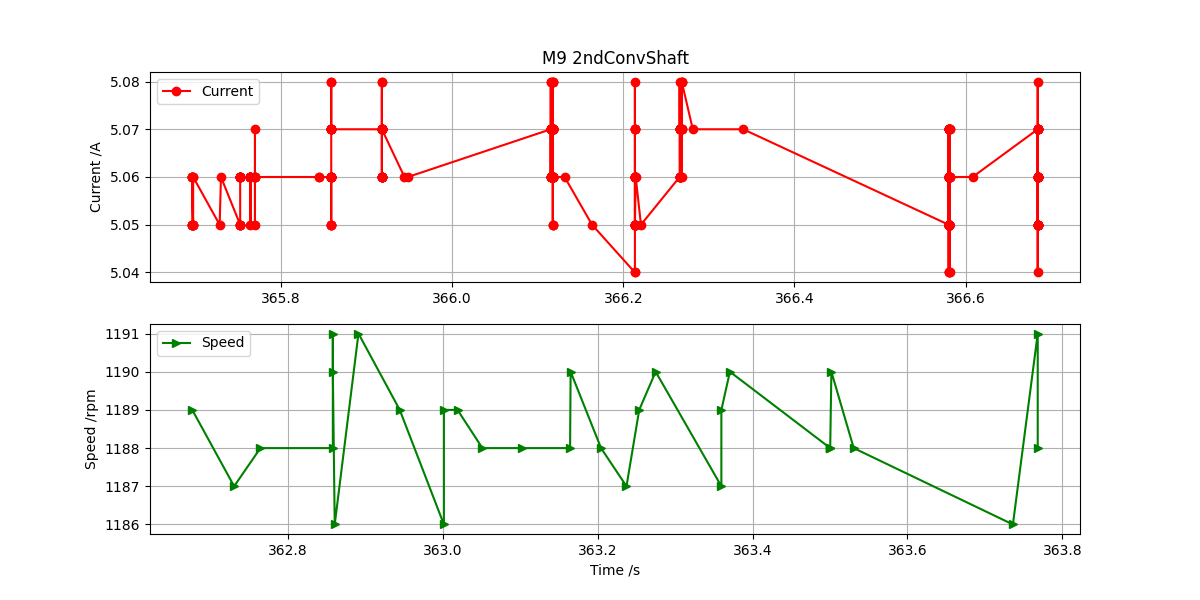 M9 2ndConvShaft
Current /A
5.08
5.07
5.06
5.05
5.04
Current
365.8 366.0 366.2 366.4 366.6
Speed /rpm
1191
1190
1189
1188
1187
1186
Speed
362.8 363.0 363.2 363.4 363.6 363.8
Time /s